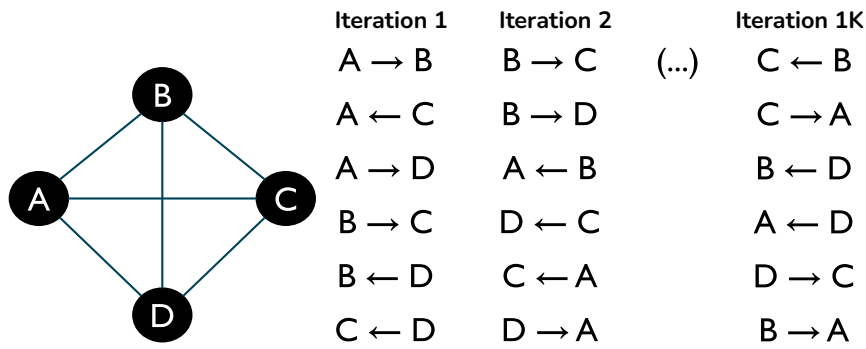 Iteration 1 Iteration 2 Iteration 1K
A → B B → C (...) C ← B
A ← C B → D C → A
A → D A ← B B ← D
B → C D ← C A ← D
B ← D C ← A D → C
C ← D D → A B → A
B
A
C
D